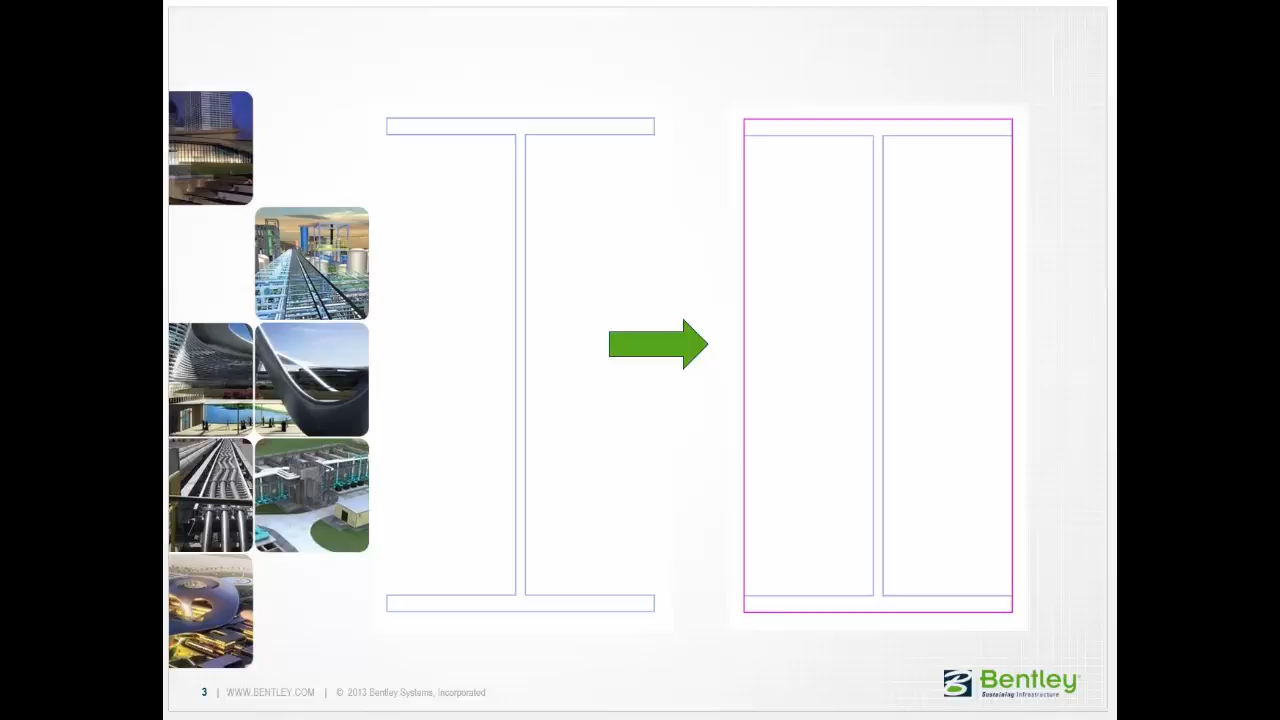 3 | WWW.BENTLEY.COM | © 2013 Bentley Systems, Incorporated
Bentley®
Sustaining Infrastructure